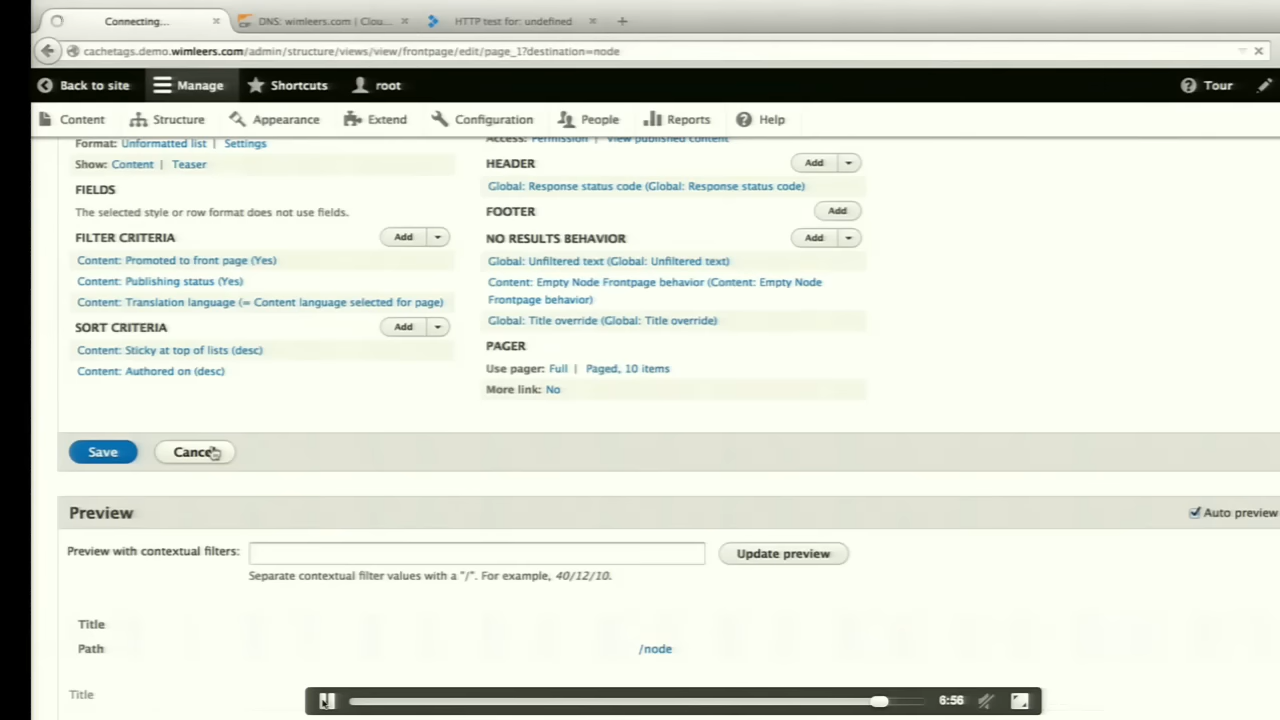 Connecting...
DNS: wimleers.com | Clou...
HTTP test for: undefined
cachetags.demo.wimleers.com/admin/structure/views/view/frontpage/edit/page_1?destination=node
Back to site
Manage
Shortcuts
root
Tour
Content
Structure
Appearance
Extend
Configuration
People
Reports
Help
Format: Unformatted list | Settings
Show: Content | Teaser
FIELDS
The selected style or row format does not use fields.
FILTER CRITERIA
Add
Content: Promoted to front page (Yes)
Content: Publishing status (Yes)
Content: Translation language (= Content language selected for page)
SORT CRITERIA
Add
Content: Sticky at top of lists (desc)
Content: Authored on (desc)
Access: Permission | View published content
HEADER
Add
Global: Response status code (Global: Response status code)
FOOTER
Add
NO RESULTS BEHAVIOR
Add
Global: Unfiltered text (Global: Unfiltered text)
Content: Empty Node Frontpage behavior (Content: Empty Node
Frontpage behavior)
Global: Title override (Global: Title override)
PAGER
Use pager: Full | Paged, 10 items
More link: No
Save
Cancel
Preview
Auto preview
Preview with contextual filters:
Update preview
Separate contextual filter values with a "/". For example, 40/12/10.
Title
Path
/node
Title
6:56